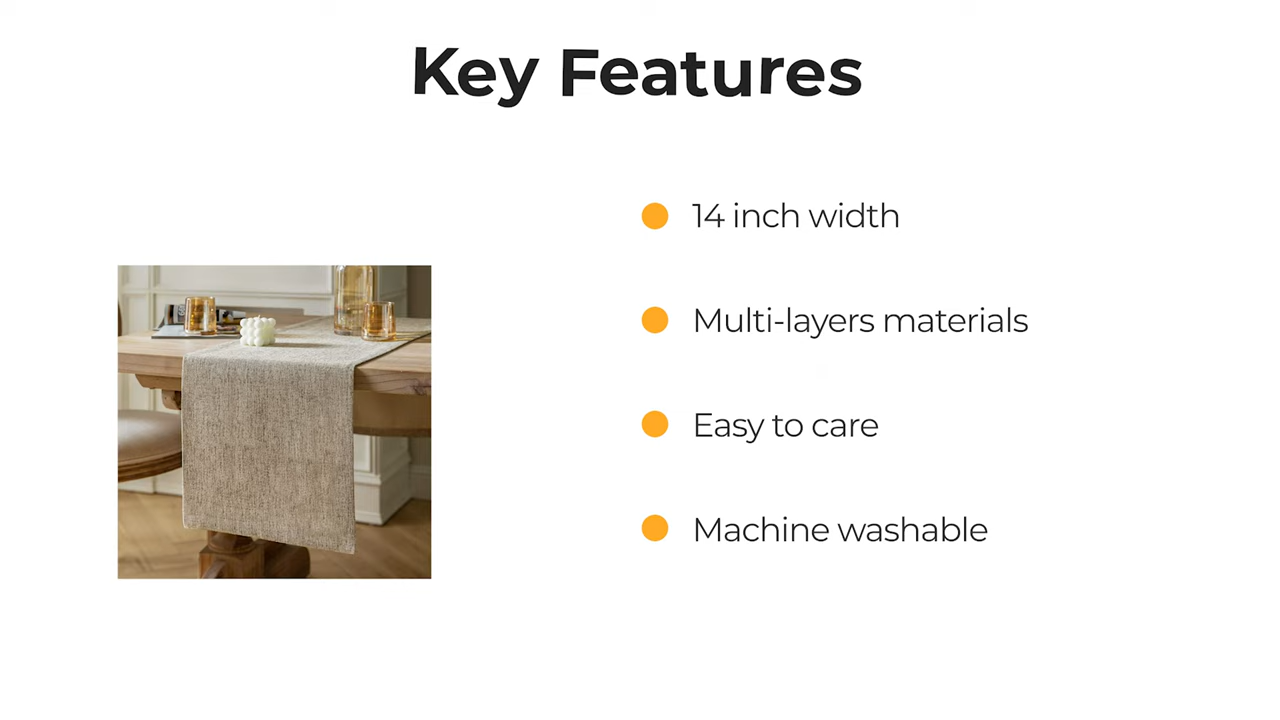 Key Features
14 inch width
Multi-layers materials
Easy to care
Machine washable